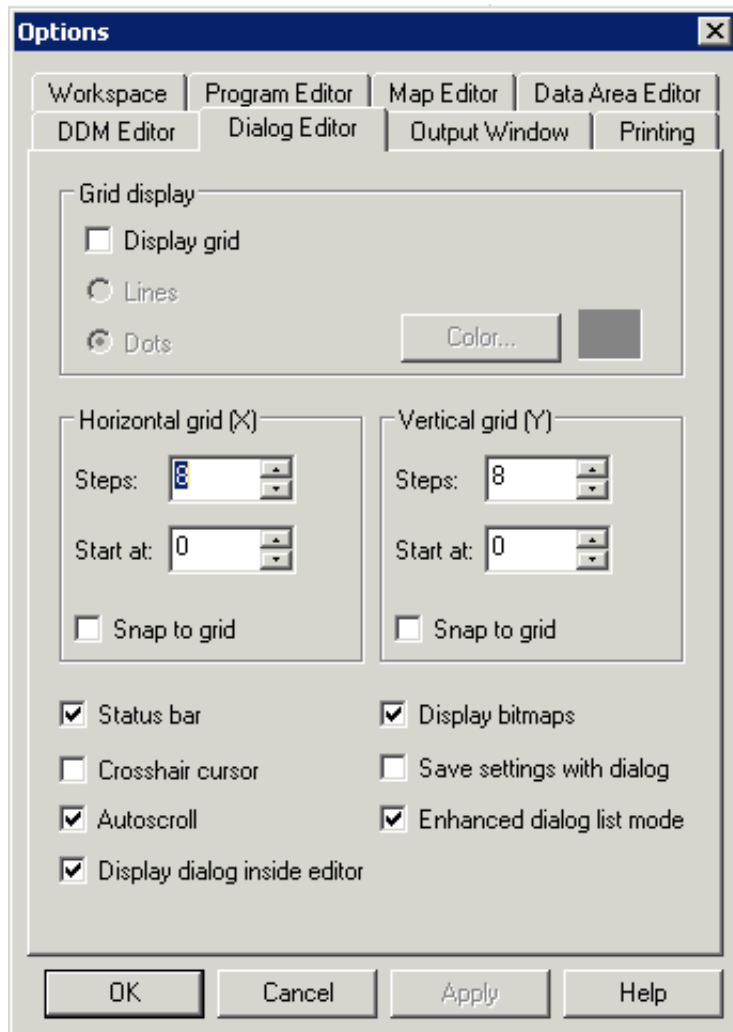 Options
Workspace Program Editor Map Editor Data Area Editor
DDM Editor Dialog Editor Output Window Printing
Grid display
Display grid
Lines
Dots Color...
Horizontal grid (X) Vertical grid (Y)
Steps: 8 Steps: 8
Start at: 0 Start at: 0
Snap to grid Snap to grid
Status bar Display bitmaps
Crosshair cursor Save settings with dialog
Autoscroll Enhanced dialog list mode
Display dialog inside editor
OK Cancel Apply Help